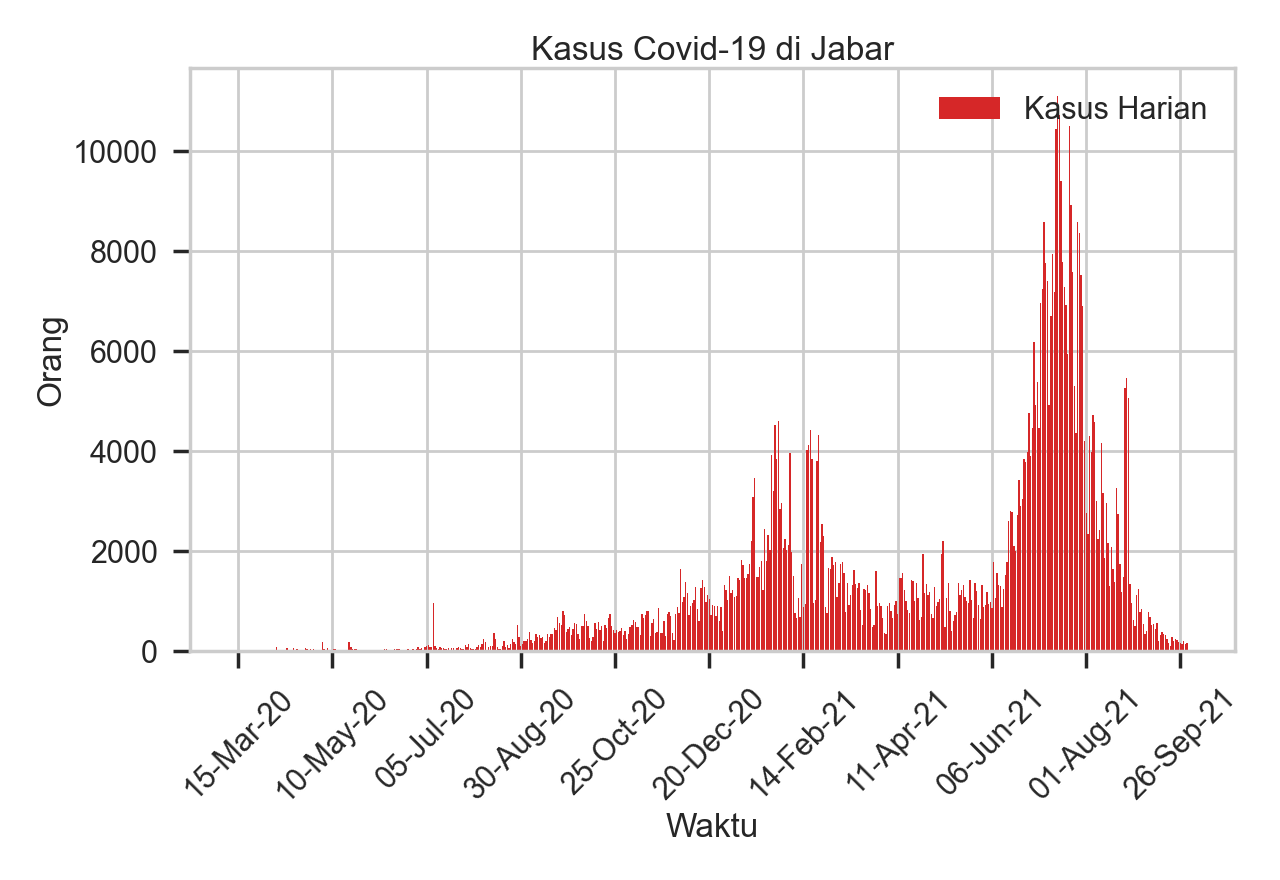 Kasus Covid-19 di Jabar
Kasus Harian
Orang
10000
8000
6000
4000
2000
0
15-Mar-20
10-May-20
05-Jul-20
30-Aug-20
25-Oct-20
20-Dec-20
14-Feb-21
11-Apr-21
06-Jun-21
01-Aug-21
26-Sep-21
Waktu